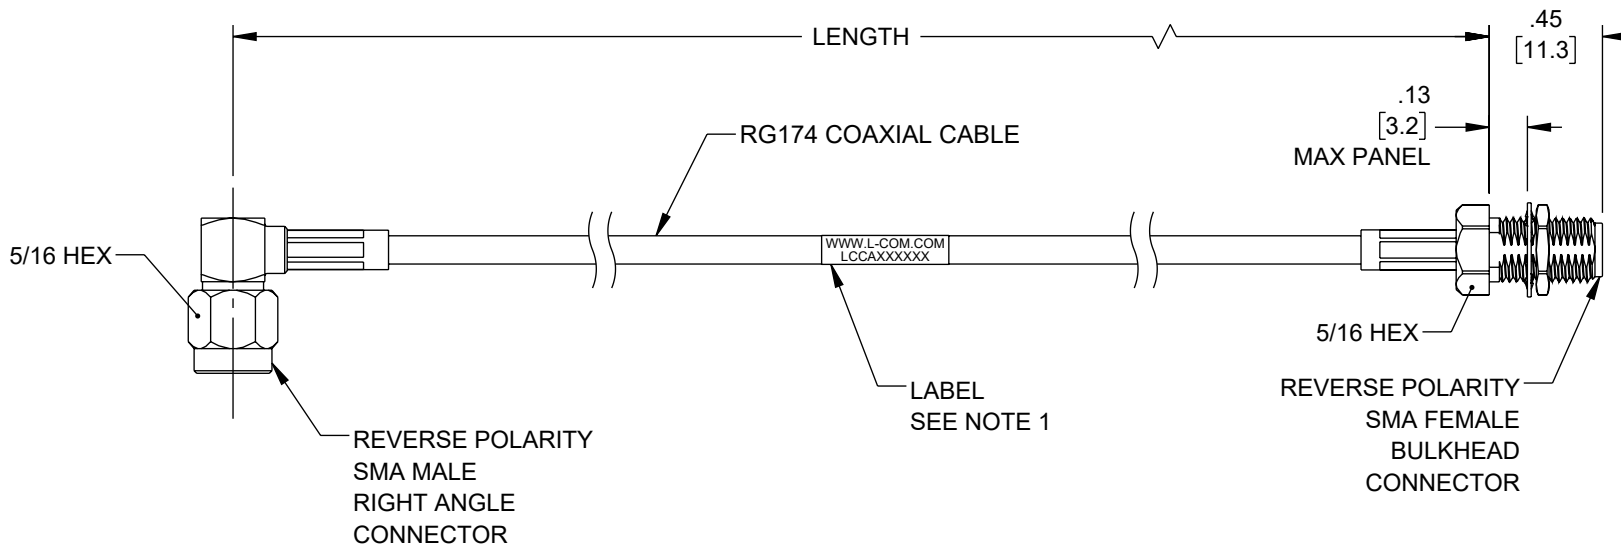 LENGTH
.45
[11.3]
.13
[3.2]
MAX PANEL
RG174 COAXIAL CABLE
5/16 HEX
WWW.L-COM.COM
LCCAXXXXXX
5/16 HEX
LABEL
SEE NOTE 1
REVERSE POLARITY
SMA FEMALE
BULKHEAD
CONNECTOR
REVERSE POLARITY
SMA MALE
RIGHT ANGLE
CONNECTOR